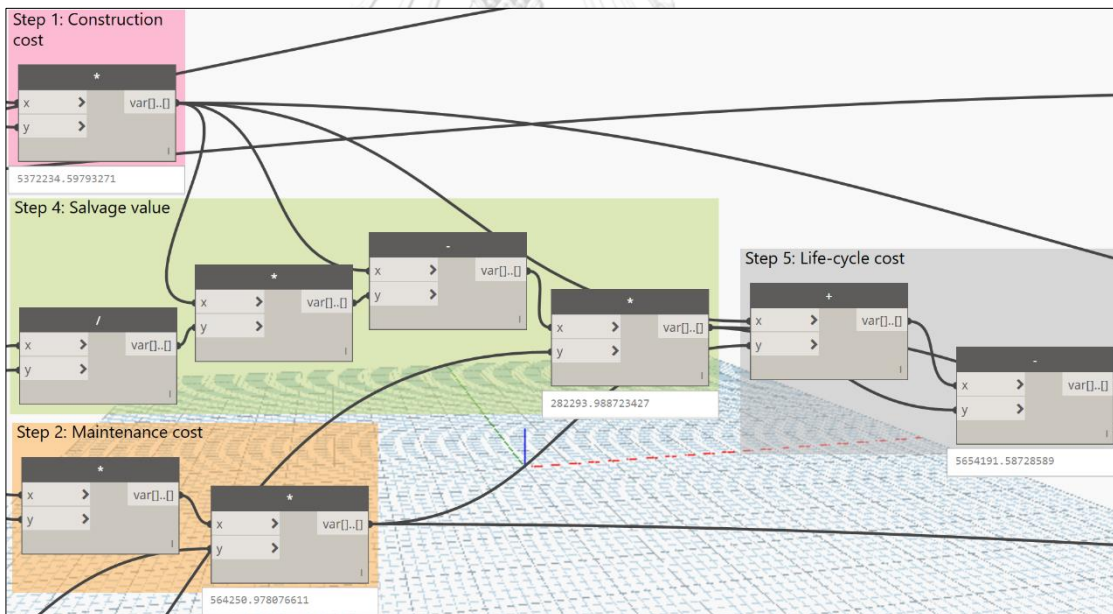 Step 1: Construction
cost
*
x > var[]..[]
y >
l
5372234.59793271
Step 4: Salvage value
-
x > var[]..[]
y >
l
*
x > var[]..[]
y >
l
*
x > var[]..[]
y >
l
/
x > var[]..[]
y >
l
282293.988723427
Step 5: Life-cycle cost
+
x > var[]..[]
y >
l
-
x > var[]..[]
y >
l
5654191.58728589
Step 2: Maintenance cost
*
x > var[]..[]
y >
l
*
x > var[]..[]
y >
l
564250.978076611